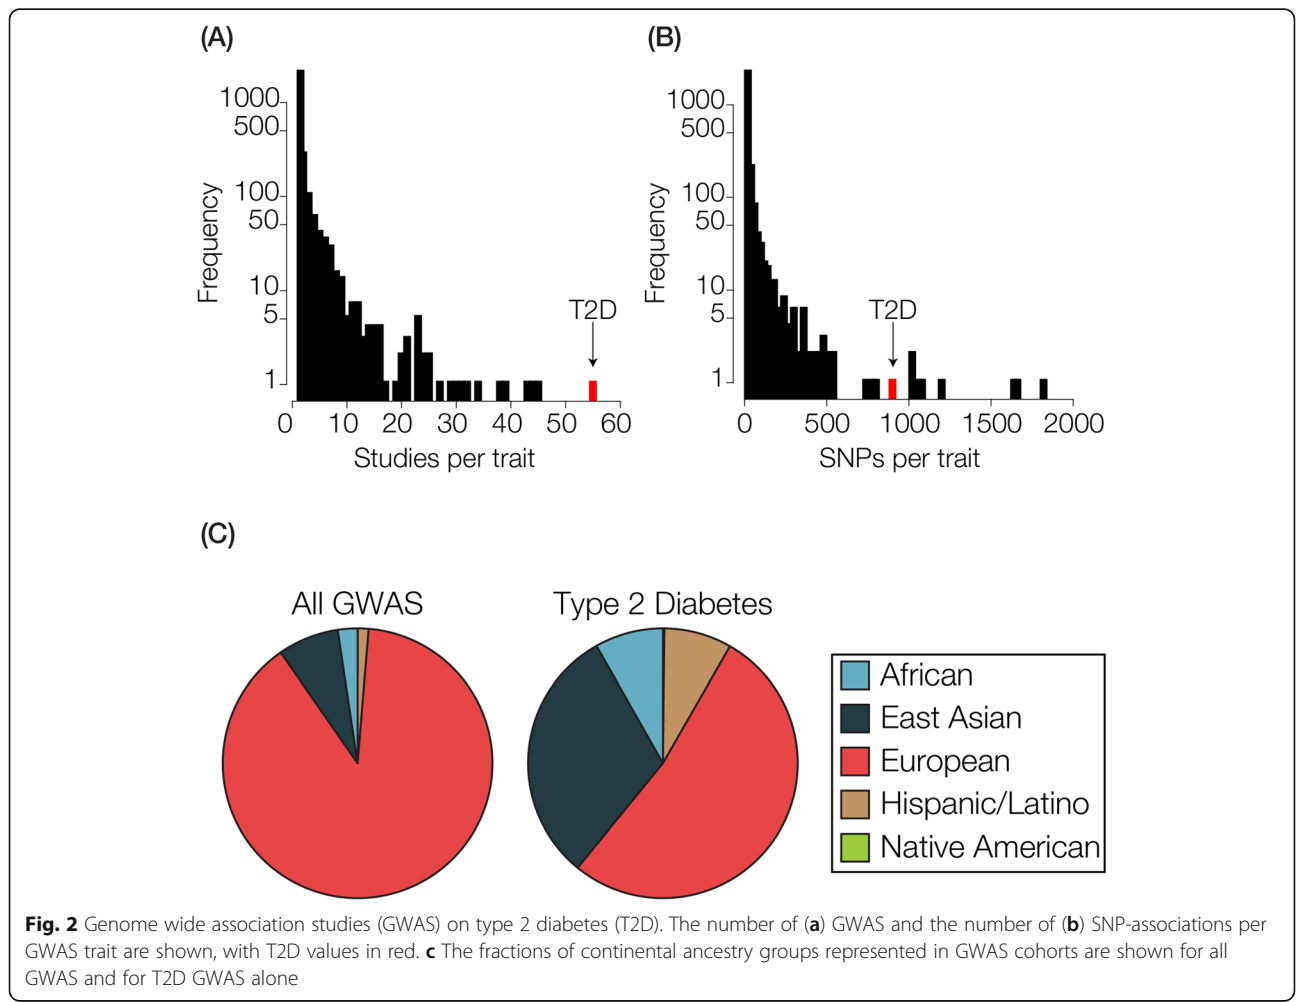 (A)
1000
500
100
50
10
5
1
Frequency
T2D
0 10 20 30 40 50 60
Studies per trait
(B)
1000
500
100
50
10
5
1
Frequency
T2D
0 500 1000 1500 2000
SNPs per trait
(C)
All GWAS
Type 2 Diabetes
African
East Asian
European
Hispanic/Latino
Native American
Fig. 2 Genome wide association studies (GWAS) on type 2 diabetes (T2D). The number of (a) GWAS and the number of (b) SNP-associations per
GWAS trait are shown, with T2D values in red. c The fractions of continental ancestry groups represented in GWAS cohorts are shown for all
GWAS and for T2D GWAS alone